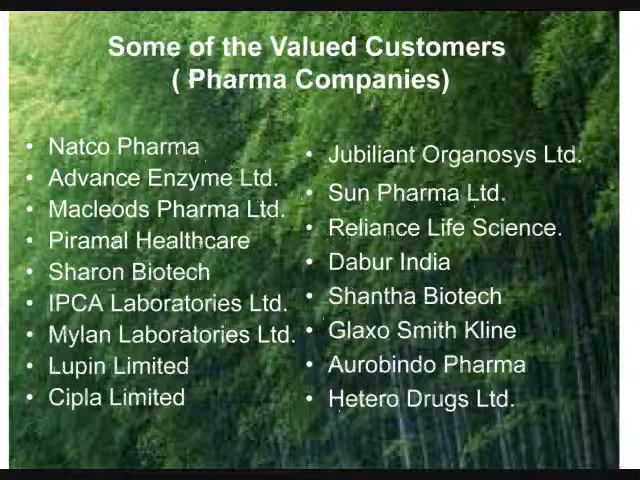 Some of the Valued Customers
( Pharma Companies)
• Natco Pharma
• Advance Enzyme Ltd.
• Macleods Pharma Ltd.
• Piramal Healthcare
• Sharon Biotech
• IPCA Laboratories Ltd.
• Mylan Laboratories Ltd.
• Lupin Limited
• Cipla Limited
• Jubiliant Organosys Ltd.
• Sun Pharma Ltd.
• Reliance Life Science.
• Dabur India
• Shantha Biotech
• Glaxo Smith Kline
• Aurobindo Pharma
• Hetero Drugs Ltd.